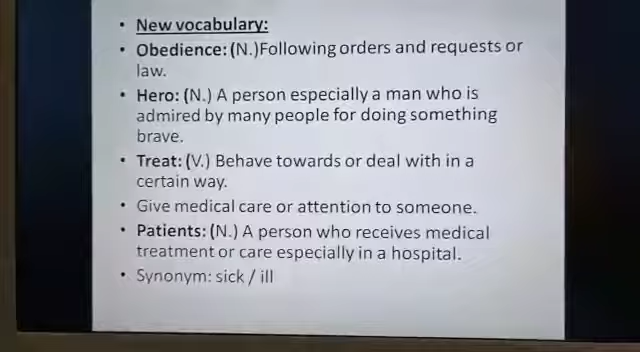 • New vocabulary:
• Obedience: (N.)Following orders and requests or
law.
• Hero: (N.) A person especially a man who is
admired by many people for doing something
brave.
• Treat: (V.) Behave towards or deal with in a
certain way.
• Give medical care or attention to someone.
• Patients: (N.) A person who receives medical
treatment or care especially in a hospital.
• Synonym: sick / ill